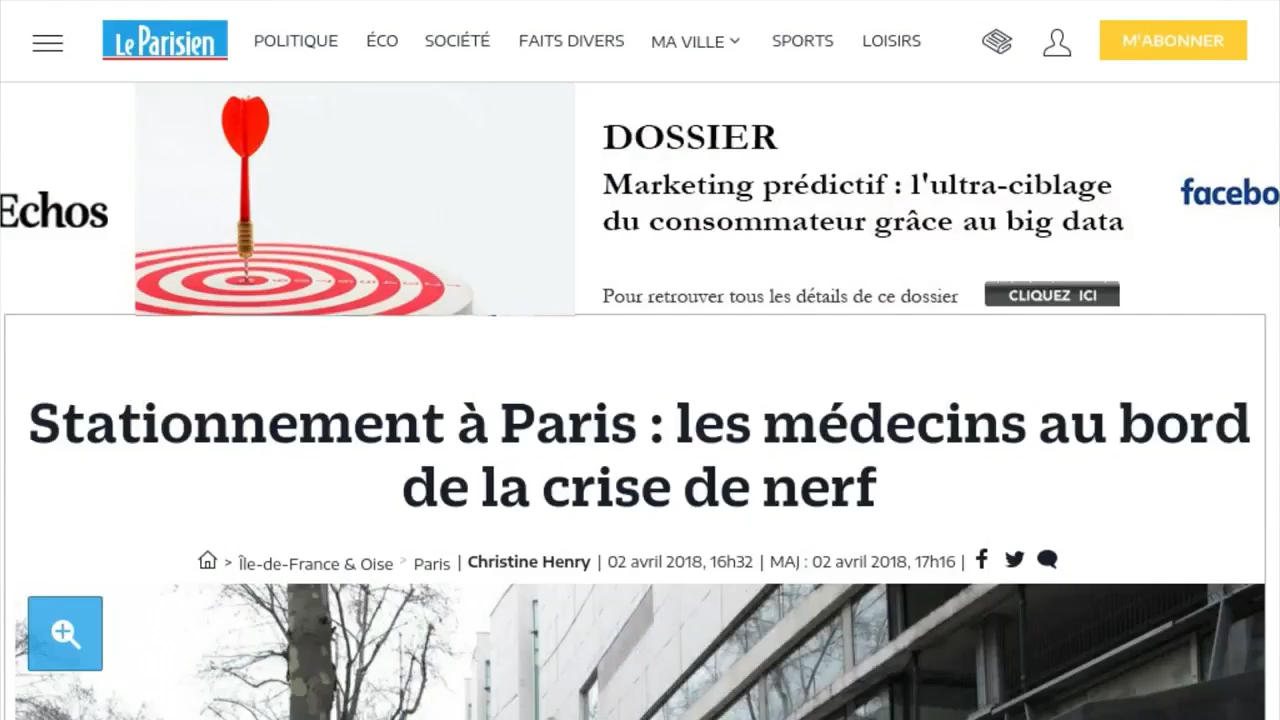 Le Parisien POLITIQUE ÉCO SOCIÉTÉ FAITS DIVERS MA VILLE SPORTS LOISIRS M'ABONNER
Echos
DOSSIER
Marketing prédictif : l'ultra-ciblage
du consommateur grâce au big data
facebo
Pour retrouver tous les détails de ce dossier CLIQUEZ ICI
Stationnement à Paris : les médecins au bord
de la crise de nerf
> Île-de-France & Oise > Paris | Christine Henry | 02 avril 2018, 16h32 | MAJ : 02 avril 2018, 17h16 |